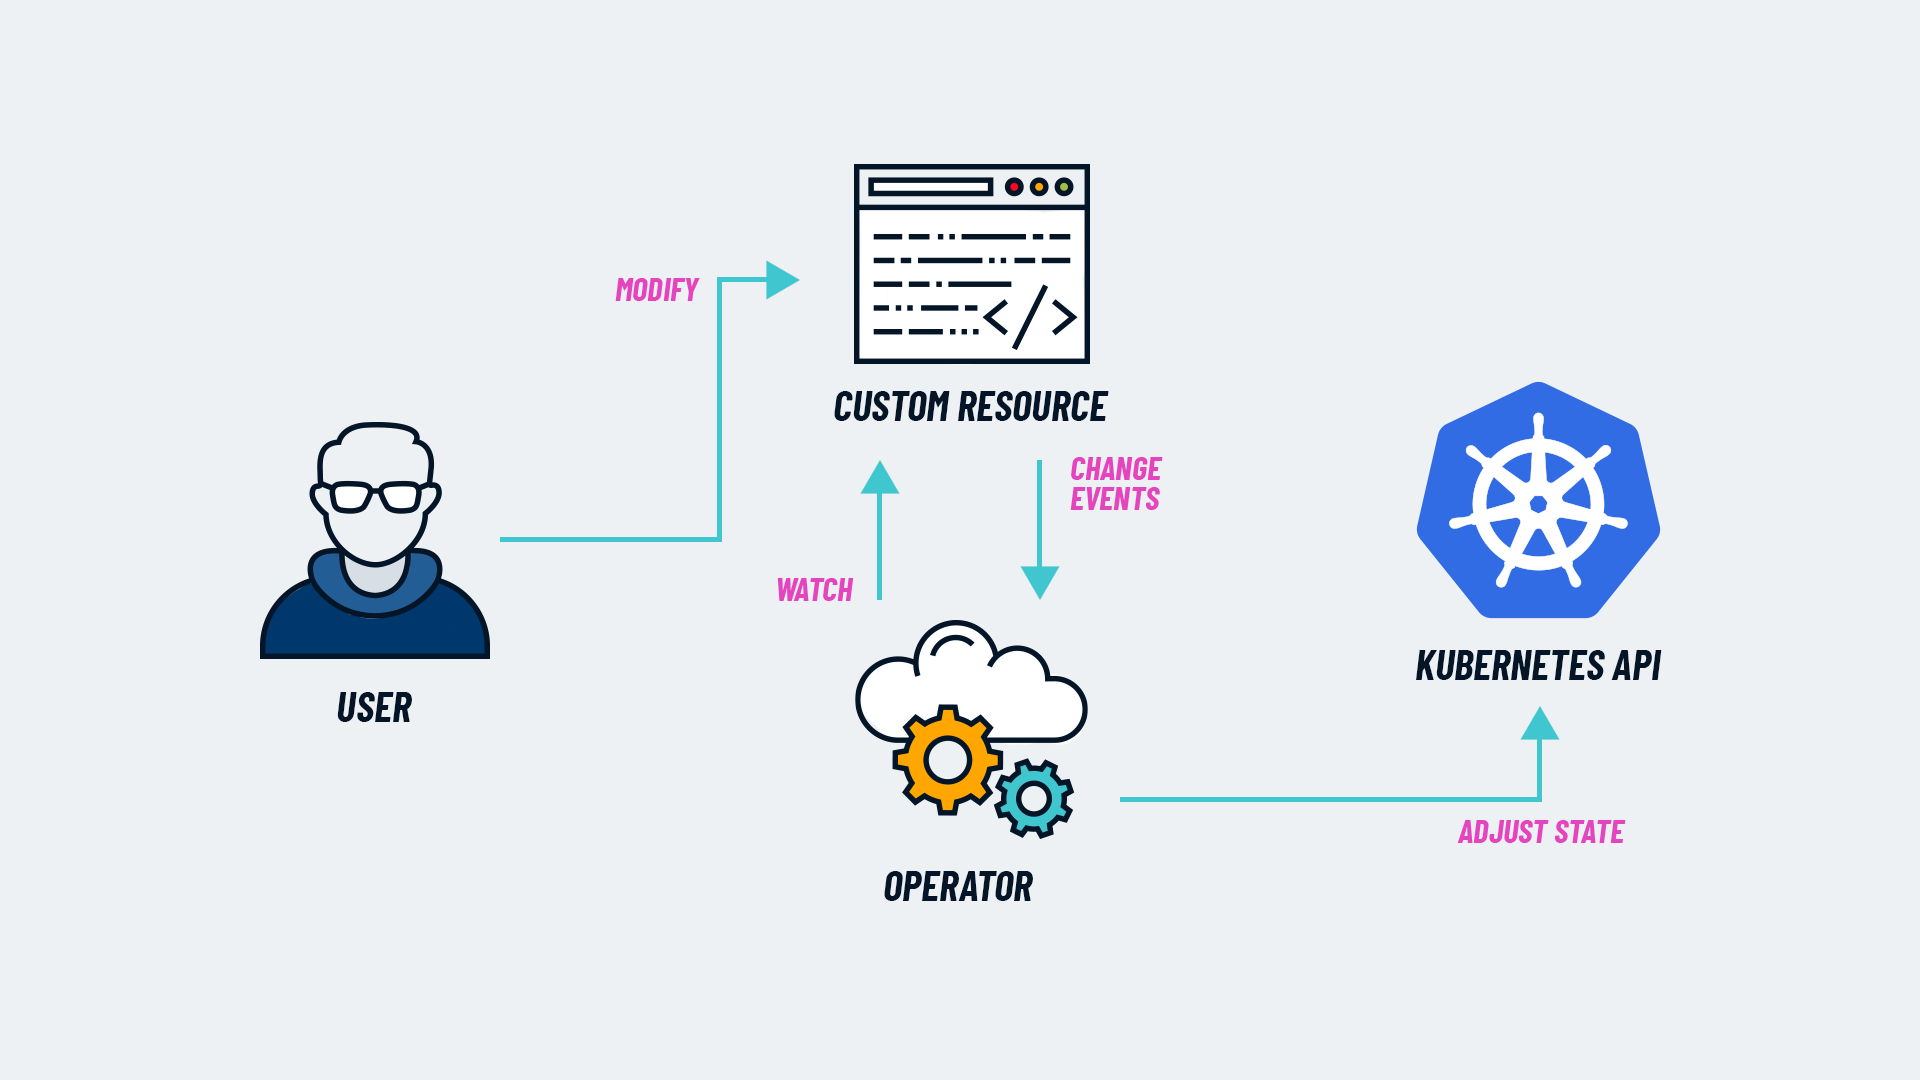 MODIFY
CUSTOM RESOURCE
CHANGE
EVENTS
WATCH
USER
KUBERNETES API
ADJUST STATE
OPERATOR